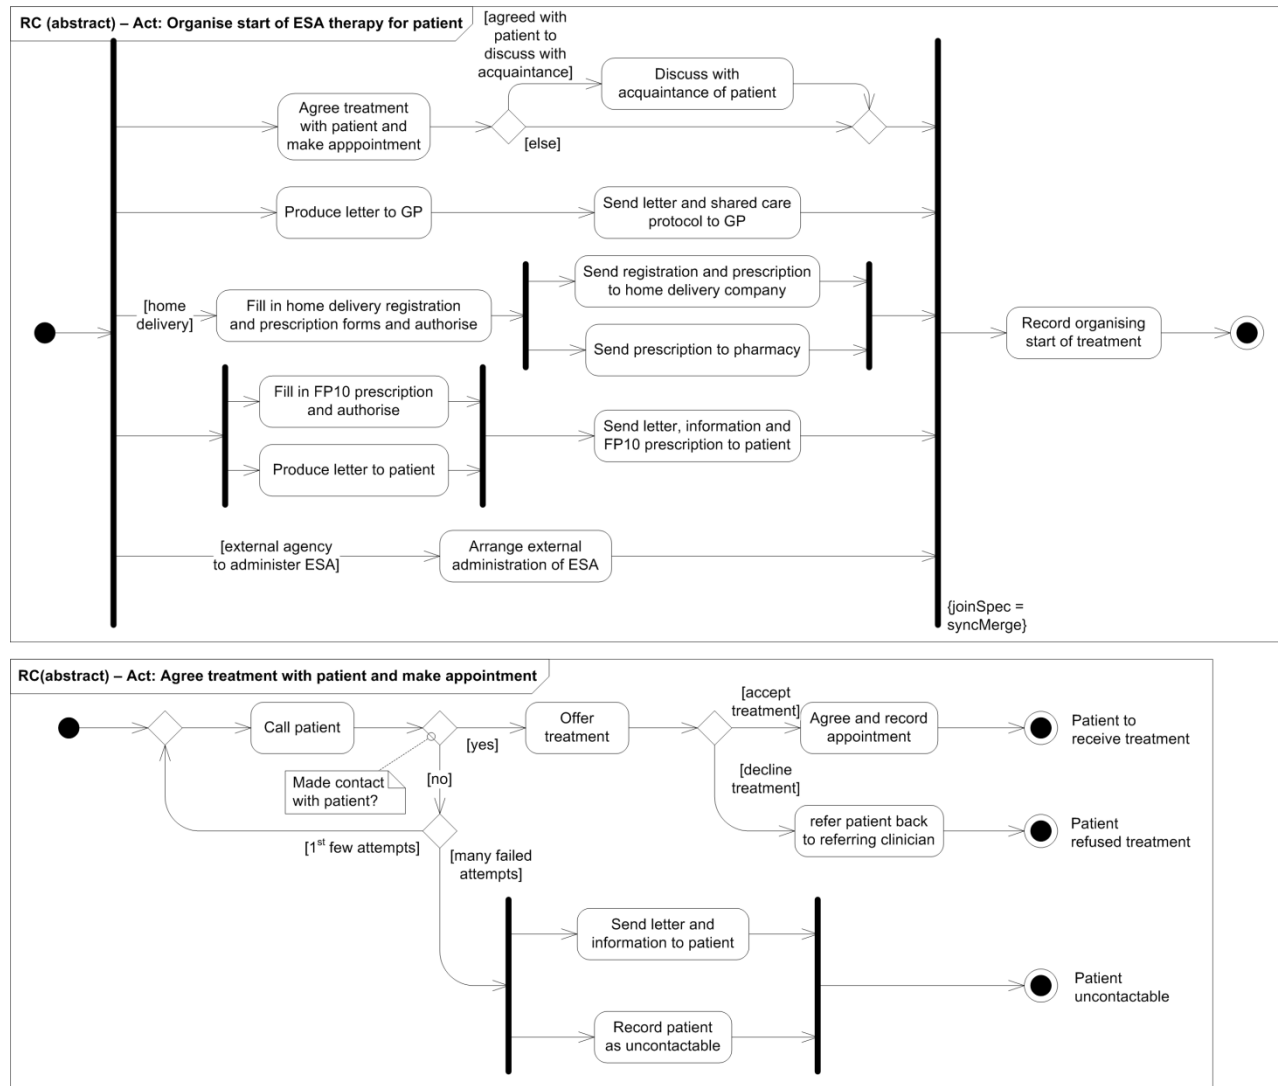 RC (abstract) – Act: Organise start of ESA therapy for patient
[agreed with
patient to
discuss with
acquaintance]
Discuss with
acquaintance of patient
Agree treatment
with patient and
make apppointment
[else]
Produce letter to GP
Send letter and shared care
protocol to GP
[home
delivery]
Fill in home delivery registration
and prescription forms and authorise
Send registration and prescription
to home delivery company
Send prescription to pharmacy
Record organising
start of treatment
Fill in FP10 prescription
and authorise
Produce letter to patient
Send letter, information and
FP10 prescription to patient
[external agency
to administer ESA]
Arrange external
administration of ESA
{joinSpec =
syncMerge}
RC(abstract) – Act: Agree treatment with patient and make appointment
Call patient
[yes]
Offer
treatment
[accept
treatment]
Agree and record
appointment
Patient to
receive treatment
Made contact
with patient?
[no]
[decline
treatment]
refer patient back
to referring clinician
Patient
refused treatment
[1st few attempts]
[many failed
attempts]
Send letter and
information to patient
Record patient
as uncontactable
Patient
uncontactable